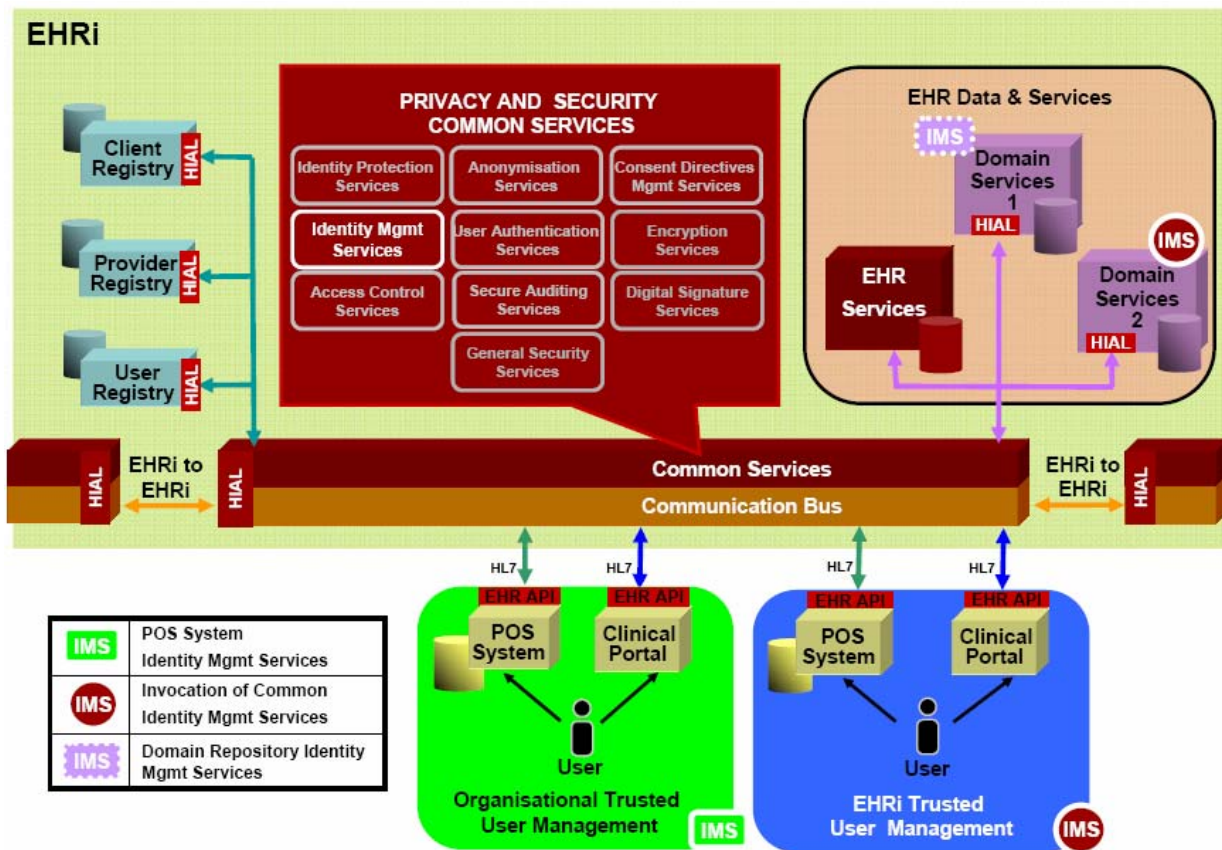 EHRi
Client
Registry
HIAL
Provider
Registry
HIAL
User
Registry
HIAL
PRIVACY AND SECURITY
COMMON SERVICES
Identity Protection
Services
Anonymisation
Services
Consent Directives
Mgmt Services
Identity Mgmt
Services
User Authentication
Services
Encryption
Services
Access Control
Services
Secure Auditing
Services
Digital Signature
Services
General Security
Services
EHR Data & Services
IMS
Domain
Services
1
HIAL
IMS
EHR
Services
Domain
Services
2
HIAL
HIAL
EHRi to
EHRi
HIAL
Common Services
Communication Bus
EHRi to
EHRi
HIAL
HL7
HL7
HL7
HL7
EHR API
POS
System
EHR API
Clinical
Portal
User
Organisational Trusted
User Management
IMS
EHR API
POS
System
EHR API
Clinical
Portal
User
EHRi Trusted
User Management
IMS
IMS
POS System
Identity Mgmt Services
IMS
Invocation of Common
Identity Mgmt Services
IMS
Domain Repository Identity
Mgmt Services